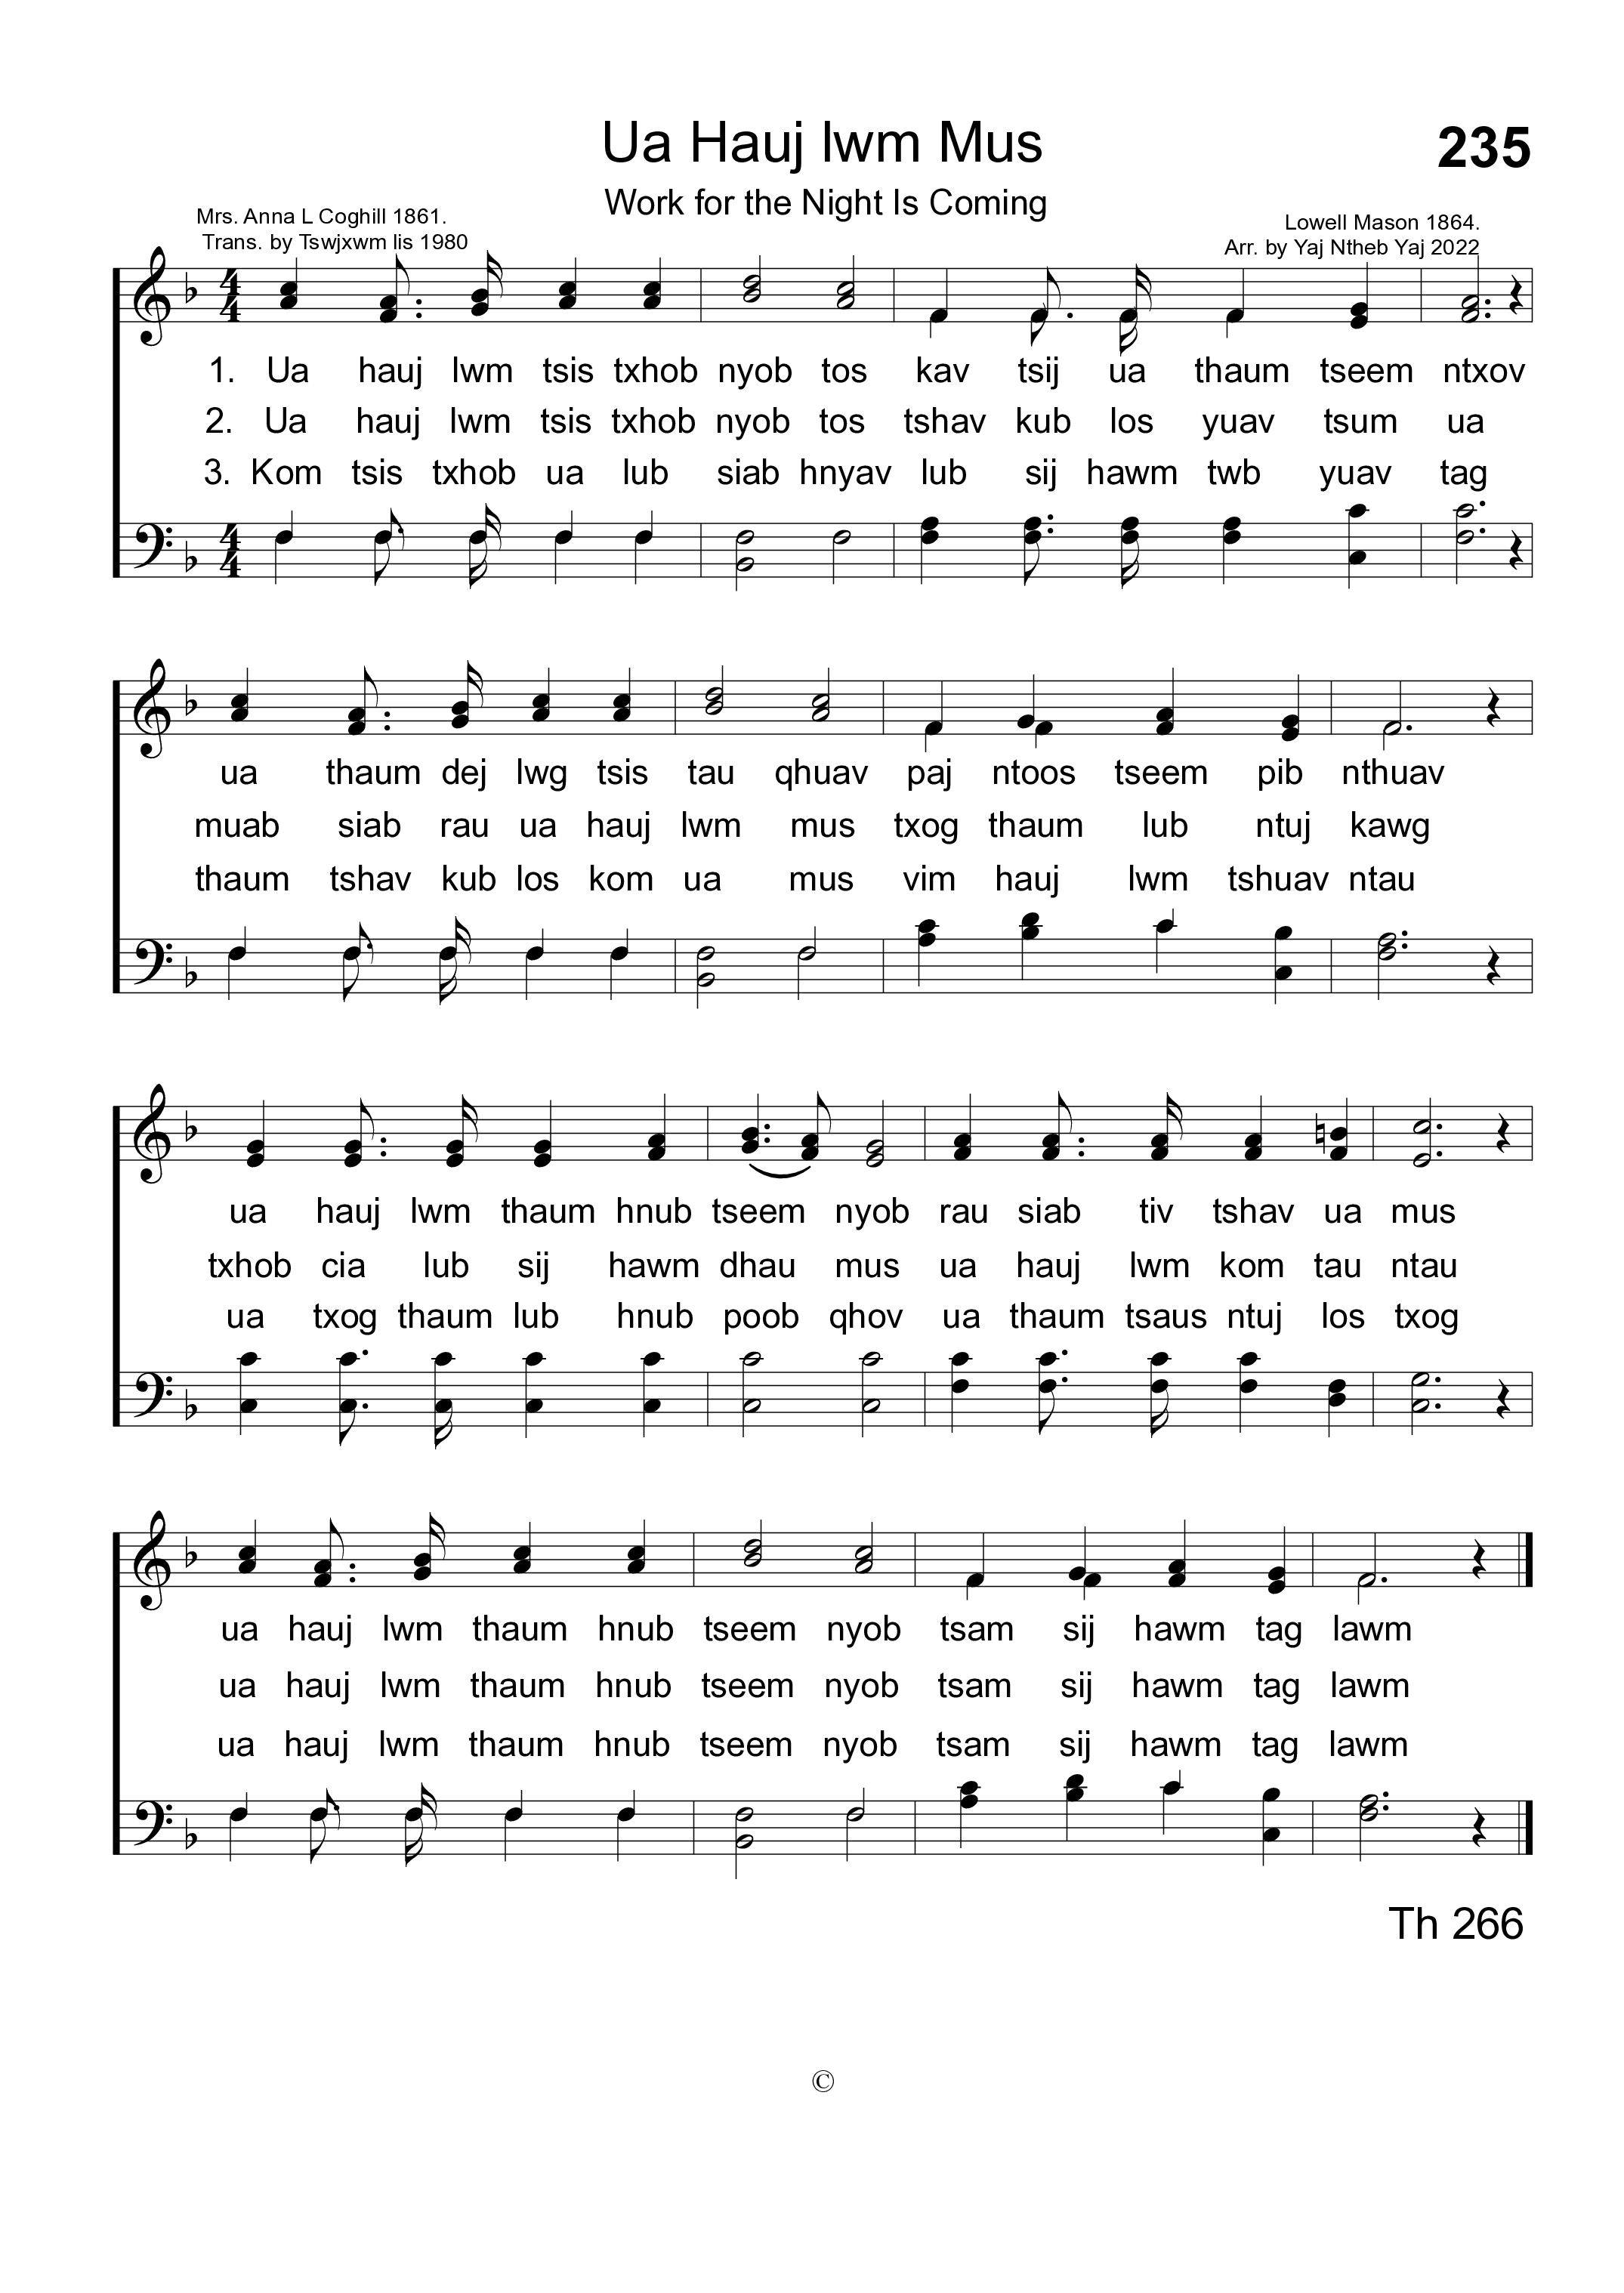 Ua Hauj lwm Mus
235
Work for the Night Is Coming
Mrs. Anna L Coghill 1861.
Trans. by Tswjxwm lis 1980
Lowell Mason 1864.
Arr. by Yaj Ntheb Yaj 2022
1. Ua hauj lwm tsis txhob nyob tos kav tsij ua thaum tseem ntxov
2. Ua hauj lwm tsis txhob nyob tos tshav kub los yuav tsum ua
3. Kom tsis txhob ua lub siab hnyav lub sij hawm twb yuav tag
ua thaum dej lwg tsis tau qhuav paj ntoos tseem pib nthuav
muab siab rau ua hauj lwm mus txog thaum lub ntuj kawg
thaum tshav kub los kom ua mus vim hauj lwm tshuav ntau
ua hauj lwm thaum hnub tseem nyob rau siab tiv tshav ua mus
txhob cia lub sij hawm dhau mus ua hauj lwm kom tau ntau
ua txog thaum lub hnub poob qhov ua thaum tsaus ntuj los txog
ua hauj lwm thaum hnub tseem nyob tsam sij hawm tag lawm
ua hauj lwm thaum hnub tseem nyob tsam sij hawm tag lawm
ua hauj lwm thaum hnub tseem nyob tsam sij hawm tag lawm
Th 266
©